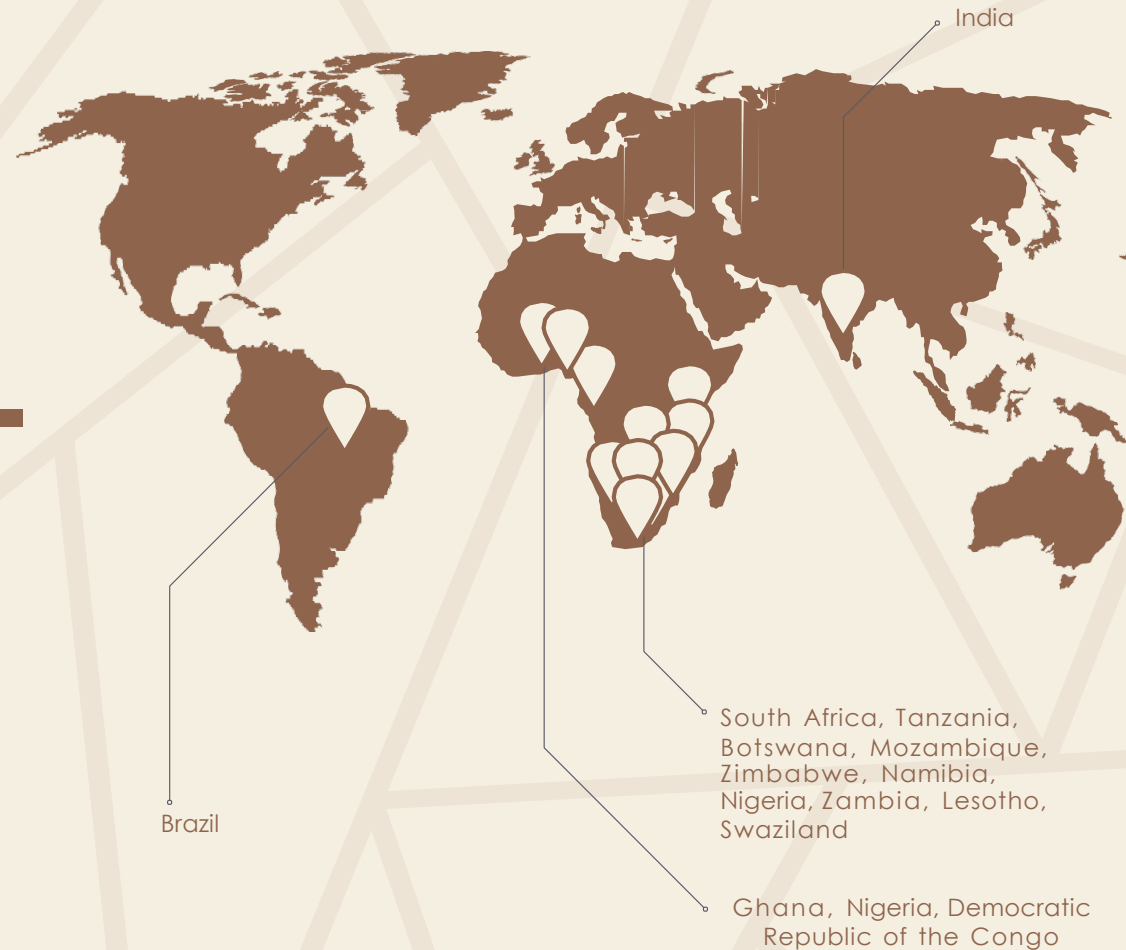 India
South Africa, Tanzania,
Botswana, Mozambique,
Zimbabwe, Namibia,
Nigeria, Zambia, Lesotho,
Swaziland
Brazil
Ghana, Nigeria, Democratic
Republic of the Congo